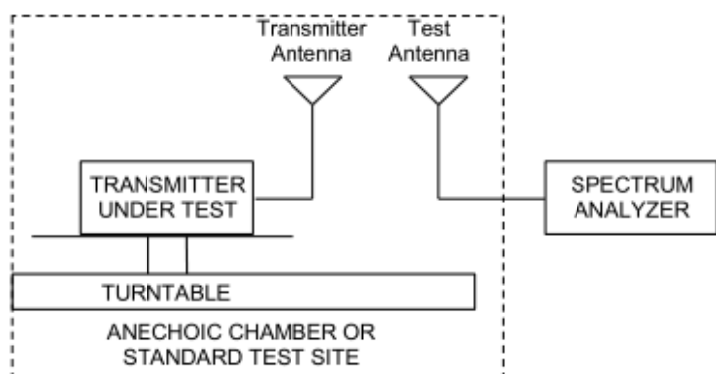 Transmitter
Antenna
Test
Antenna
TRANSMITTER
UNDER TEST
SPECTRUM
ANALYZER
TURNTABLE
ANECHOIC CHAMBER OR
STANDARD TEST SITE